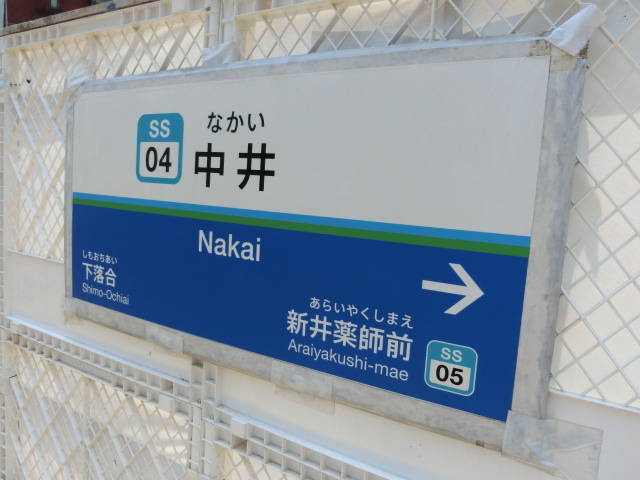 SS
04
なかい
中井
Nakai
しもおちあい
下落合
Shimo-Ochiai
あらいやくしまえ
新井薬師前
Araiyakushi-mae
SS
05